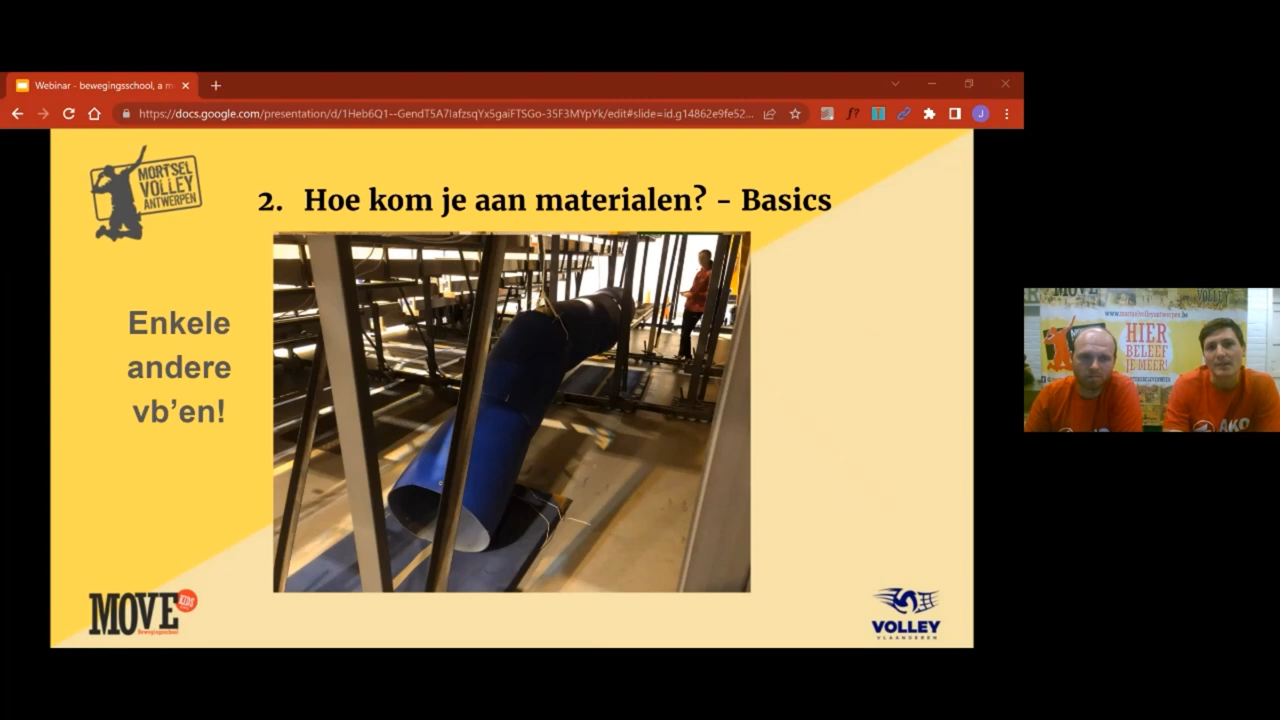 Webinar - bewegingsschool, a m
https://docs.google.com/presentation/d/1Heb6Q1--GendT5A7lafzsqYx5gaiFTSGo-35F3MYpYk/edit#slide=id.g14862e9fe52...
f?
J
MORTSEL
VOLLEY
ANTWERPEN
2. Hoe kom je aan materialen? - Basics
Enkele
andere
vb'en!
MOVE
KIDS
Bewegingsschool
VOLLEY
VLAANDEREN
MOVE
VOLLEY
www.mortselvolleyantwerpen.be
HIER
BELEEF
JE MEER!
AKO